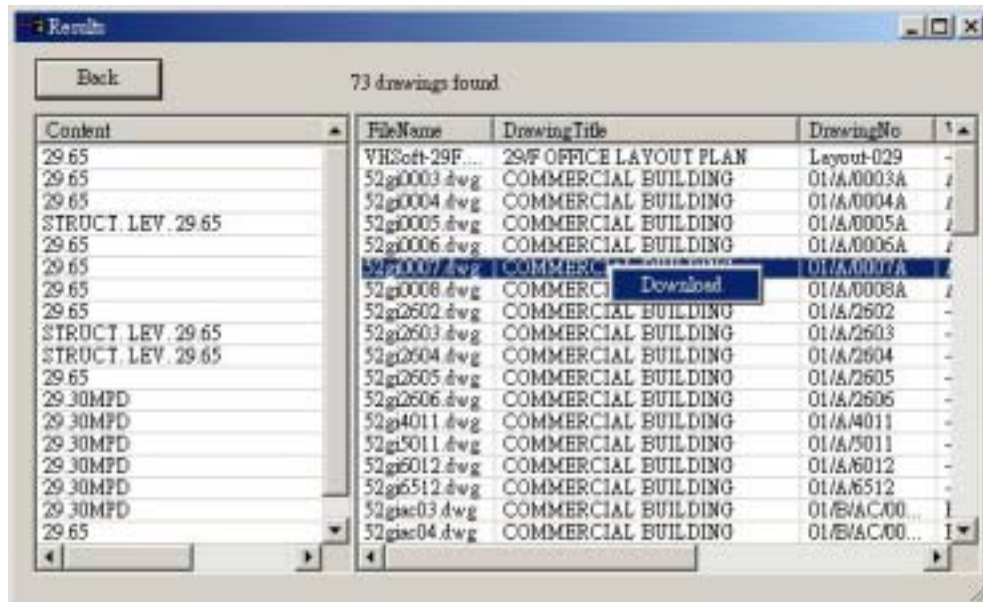 Results
Back
73 drawings found
Content
29.65
29.65
29.65
STRUCT. LEV. 29.65
29.65
29.65
29.65
29.65
STRUCT. LEV. 29.65
STRUCT. LEV. 29.65
29.65
29.30MPD
29.30MPD
29.30MPD
29.30MPD
29.30MPD
29.30MPD
29.65
FileName DrawingTitle DrawingNo
VHSoft-29F.... 29/F OFFICE LAYOUT PLAN Layout-029 -
52gi0003.dwg COMMERCIAL BUILDING 01/A/0003A
52gi0004.dwg COMMERCIAL BUILDING 01/A/0004A
52gi0005.dwg COMMERCIAL BUILDING 01/A/0005A
52gi0006.dwg COMMERCIAL BUILDING 01/A/0006A
52gi0007.dwg COMMERC 01/A/0007A
Download
52gi0008.dwg COMMERC 01/A/0008A
52gi2602.dwg COMMERCIAL BUILDING 01/A/2602 -
52gi2603.dwg COMMERCIAL BUILDING 01/A/2603 -
52gi2604.dwg COMMERCIAL BUILDING 01/A/2604 -
52gi2605.dwg COMMERCIAL BUILDING 01/A/2605 -
52gi2606.dwg COMMERCIAL BUILDING 01/A/2606 -
52gi4011.dwg COMMERCIAL BUILDING 01/A/4011 -
52gi5011.dwg COMMERCIAL BUILDING 01/A/5011 -
52gi6012.dwg COMMERCIAL BUILDING 01/A/6012 -
52gi6512.dwg COMMERCIAL BUILDING 01/A/6512 -
52giac03.dwg COMMERCIAL BUILDING 01/B/AC/00...
52giac04.dwg COMMERCIAL BUILDING 01/B/AC/00...